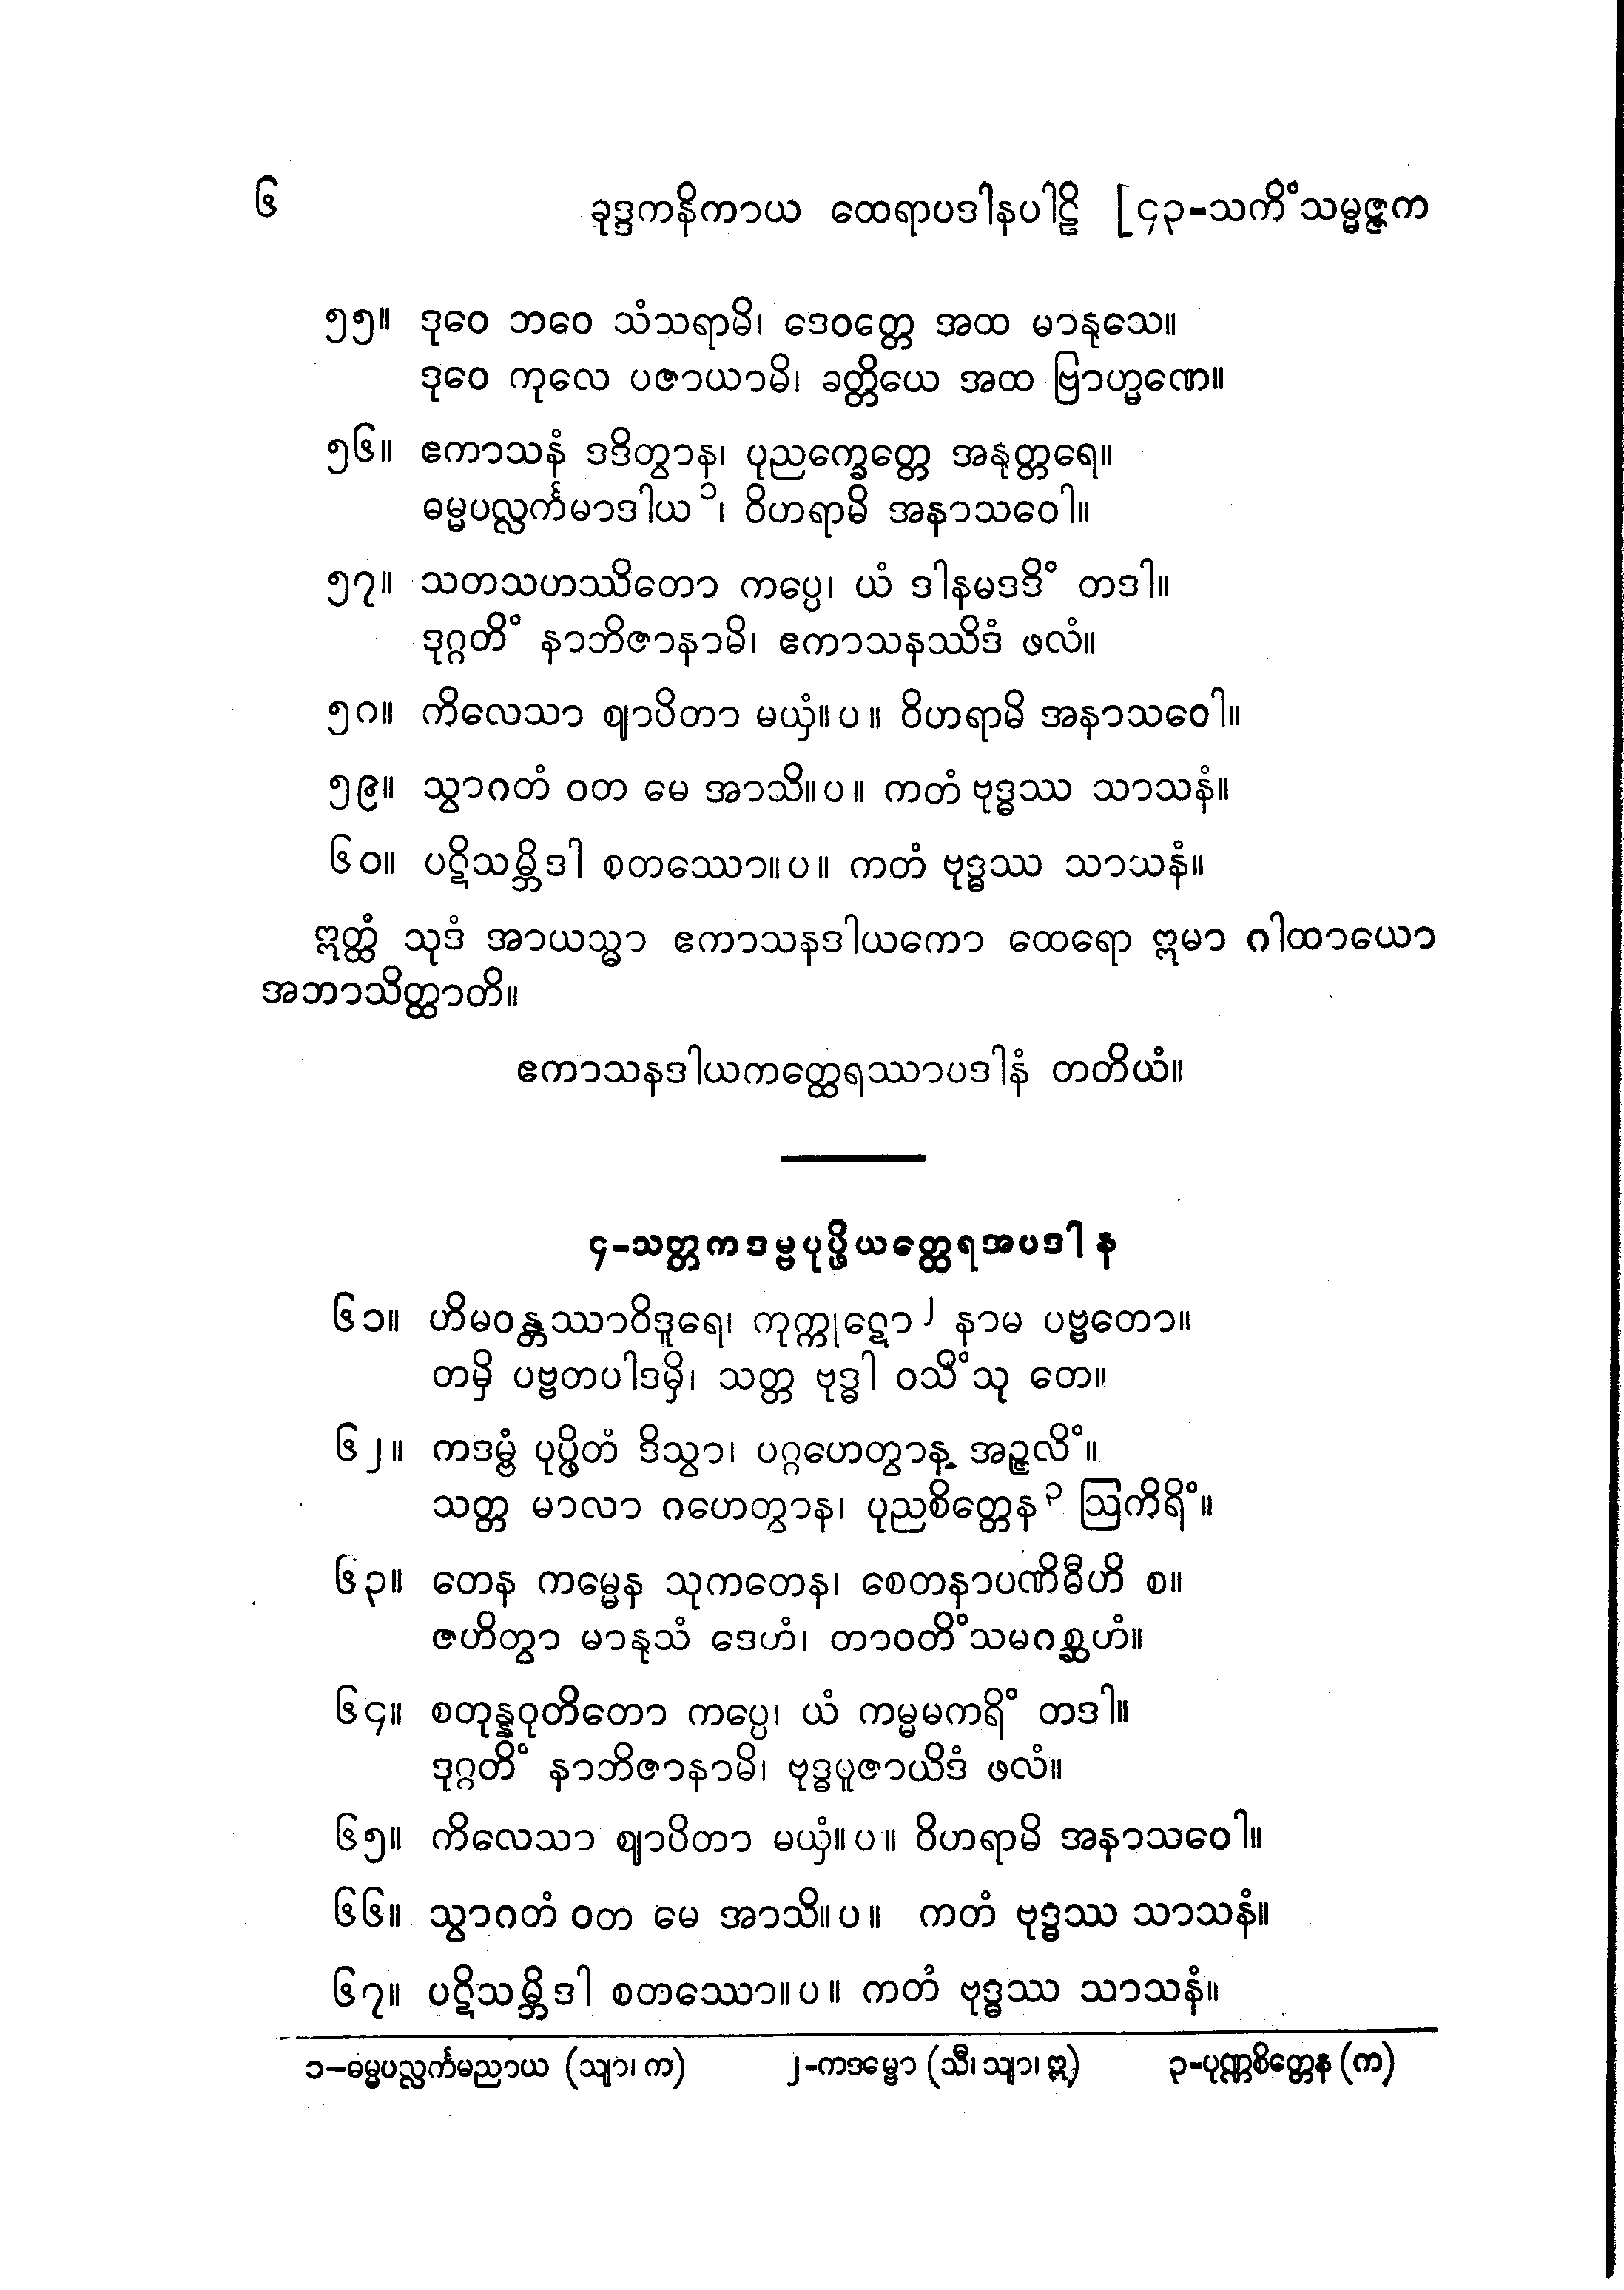 ၆ ခုဒ္ဒကနိကာယ ထေရာပဒါနပါဠိ [၄၃-သကိံသမ္မဇ္ဇက
၅၅။ ဒုဝေ ဘဝေ သံသရာမိ၊ ဒေဝတ္တေ အထ မာနုသေ။
ဒုဝေ ကုလေ ပဇာယာမိ၊ ခတ္တိယေ အထ ဗြာဟ္မဏေ။
၅၆။ ဧကာသနံ ဒဒိတွာန၊ ပုညက္ခေတ္တေ အနုတ္တရေ။
ဓမ္မပလ္လင်္ကမာဒါယ၁၊ ဝိဟရာမိ အနာသဝေါ။
၅၇။ သတသဟဿိတော ကပ္ပေ၊ ယံ ဒါနမဒဒိံ တဒါ။
ဒုဂ္ဂတိံ နာဘိဇာနာမိ၊ ဧကာသနဿိဒံ ဖလံ။
၅၈။ ကိလေသာ ဈာပိတာ မယှံ။ပ။ ဝိဟရာမိ အနာသဝေါ။
၅၉။ သွာဂတံ ဝတ မေ အာသိ။ပ။ ကတံ ဗုဒ္ဓဿ သာသနံ။
၆၀။ ပဋိသမ္ဘိဒါ စတဿော။ပ။ ကတံ ဗုဒ္ဓဿ သာသနံ။
ဣတ္ထံ သုဒံ အာယသ္မာ ဧကာသနဒါယကော ထေရော ဣမာ ဂါထာယော
အဘာသိတ္ထာတိ။
ဧကာသနဒါယကတ္ထေရဿာပဒါနံ တတိယံ။
၄-သတ္တကဒမ္ဗပုပ္ဖိယတ္ထေရအပဒါန
၆၁။ ဟိမဝန္တဿာဝိဒူရေ၊ ကုက္ကုဋော၂ နာမ ပဗ္ဗတော။
တမှိ ပဗ္ဗတပါဒမှိ၊ သတ္တ ဗုဒ္ဓါ ဝသိံသု တေ။
၆၂။ ကဒမ္ဗံ ပုပ္ဖိတံ ဒိသွာ၊ ပဂ္ဂဟေတွာန အဉ္ဇလိံ။
သတ္တ မာလာ ဂဟေတွာန၊ ပုညစိတ္တေန၃ ဩကိရိံ။
၆၃။ တေန ကမ္မေန သုကတေန၊ စေတနာပဏိဓီဟိ စ။
ဇဟိတွာ မာနုသံ ဒေဟံ၊ တာဝတိံသမဂစ္ဆဟံ။
၆၄။ စတုန္နဝုတိတော ကပ္ပေ၊ ယံ ကမ္မမကရိံ တဒါ။
ဒုဂ္ဂတိံ နာဘိဇာနာမိ၊ ဗုဒ္ဓပူဇာယိဒံ ဖလံ။
၆၅။ ကိလေသာ ဈာပိတာ မယှံ။ပ။ ဝိဟရာမိ အနာသဝေါ။
၆၆။ သွာဂတံ ဝတ မေ အာသိ။ပ။ ကတံ ဗုဒ္ဓဿ သာသနံ။
၆၇။ ပဋိသမ္ဘိဒါ စတဿော။ပ။ ကတံ ဗုဒ္ဓဿ သာသနံ။
၁-ဓမ္မပလ္လင်္ကမညာယ (သျာ၊ က) ၂-ကဒမ္ဗော (သီ၊ သျာ၊ ဣ) ၃-ပုဏ္ဏစိတ္တေန (က)